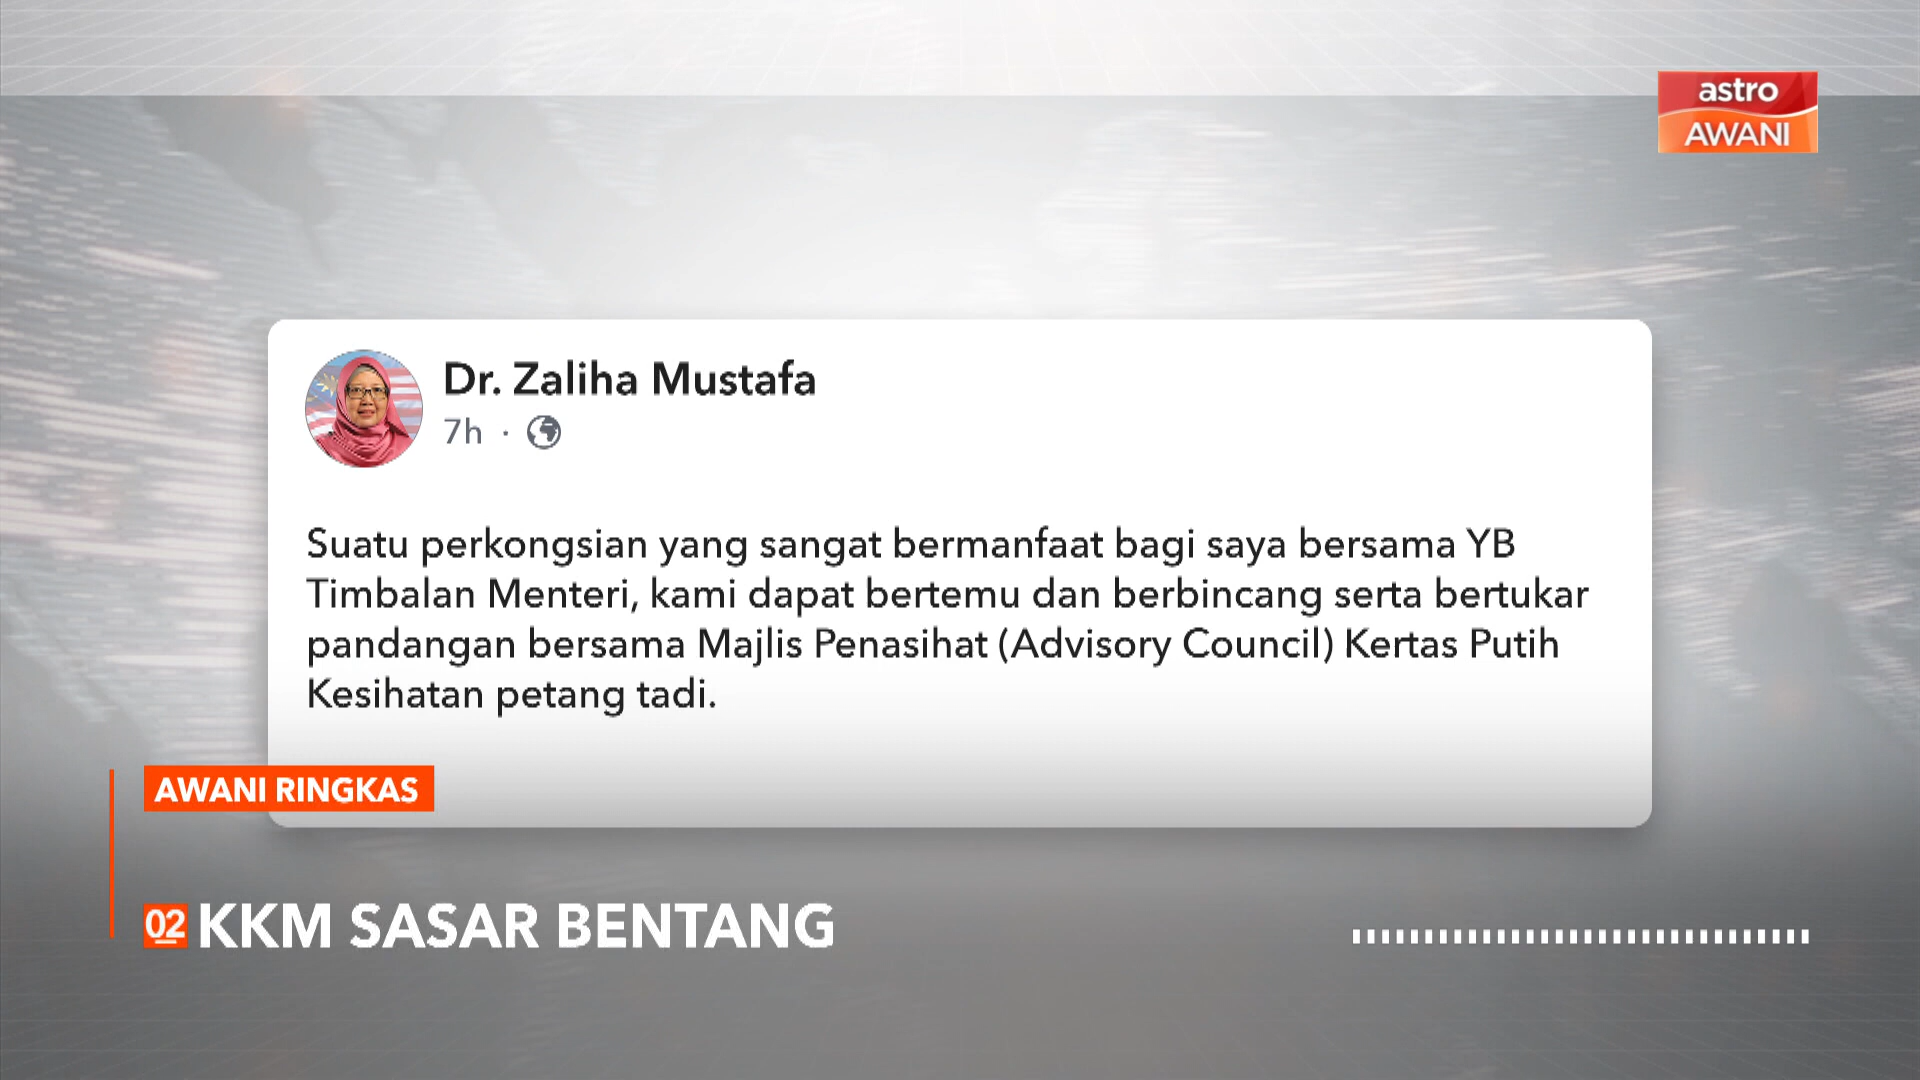 astro
AWANI
Dr. Zaliha Mustafa
7h ·
Suatu perkongsian yang sangat bermanfaat bagi saya bersama YB
Timbalan Menteri, kami dapat bertemu dan berbincang serta bertukar
pandangan bersama Majlis Penasihat (Advisory Council) Kertas Putih
Kesihatan petang tadi.
AWANI RINGKAS
02 KKM SASAR BENTANG